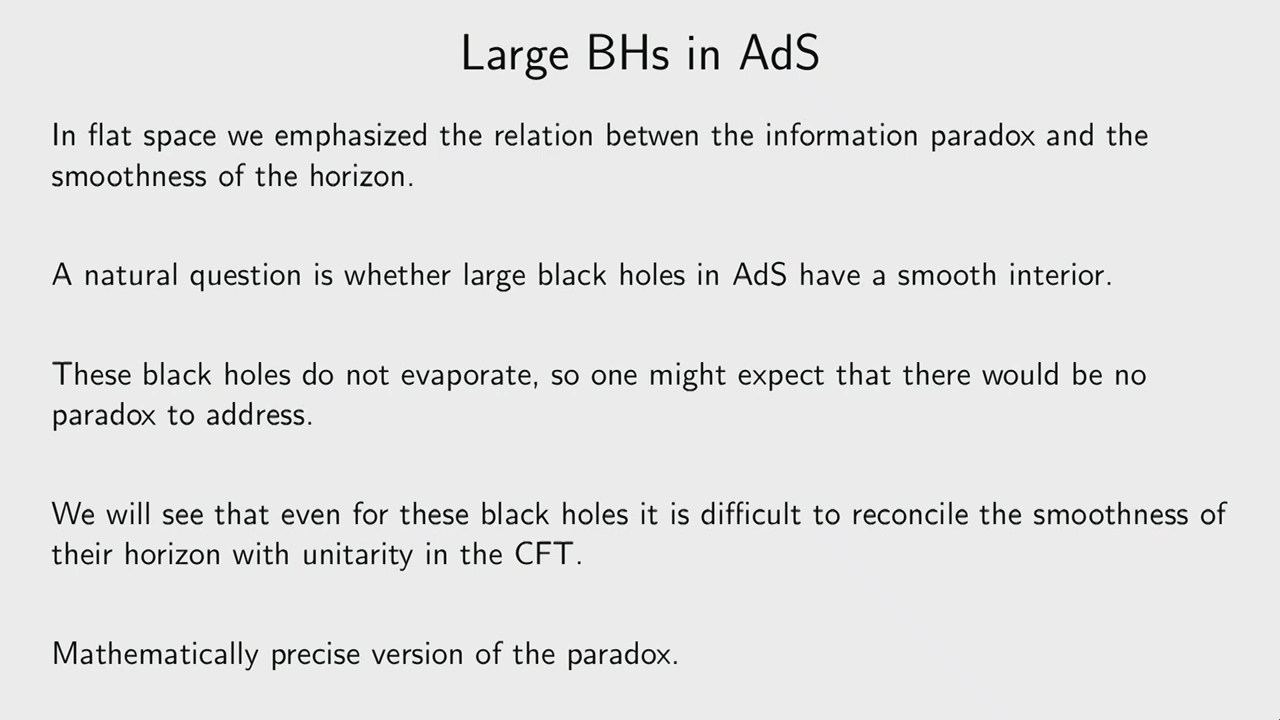 Large BHs in AdS
In flat space we emphasized the relation betwen the information paradox and the
smoothness of the horizon.
A natural question is whether large black holes in AdS have a smooth interior.
These black holes do not evaporate, so one might expect that there would be no
paradox to address.
We will see that even for these black holes it is difficult to reconcile the smoothness of
their horizon with unitarity in the CFT.
Mathematically precise version of the paradox.